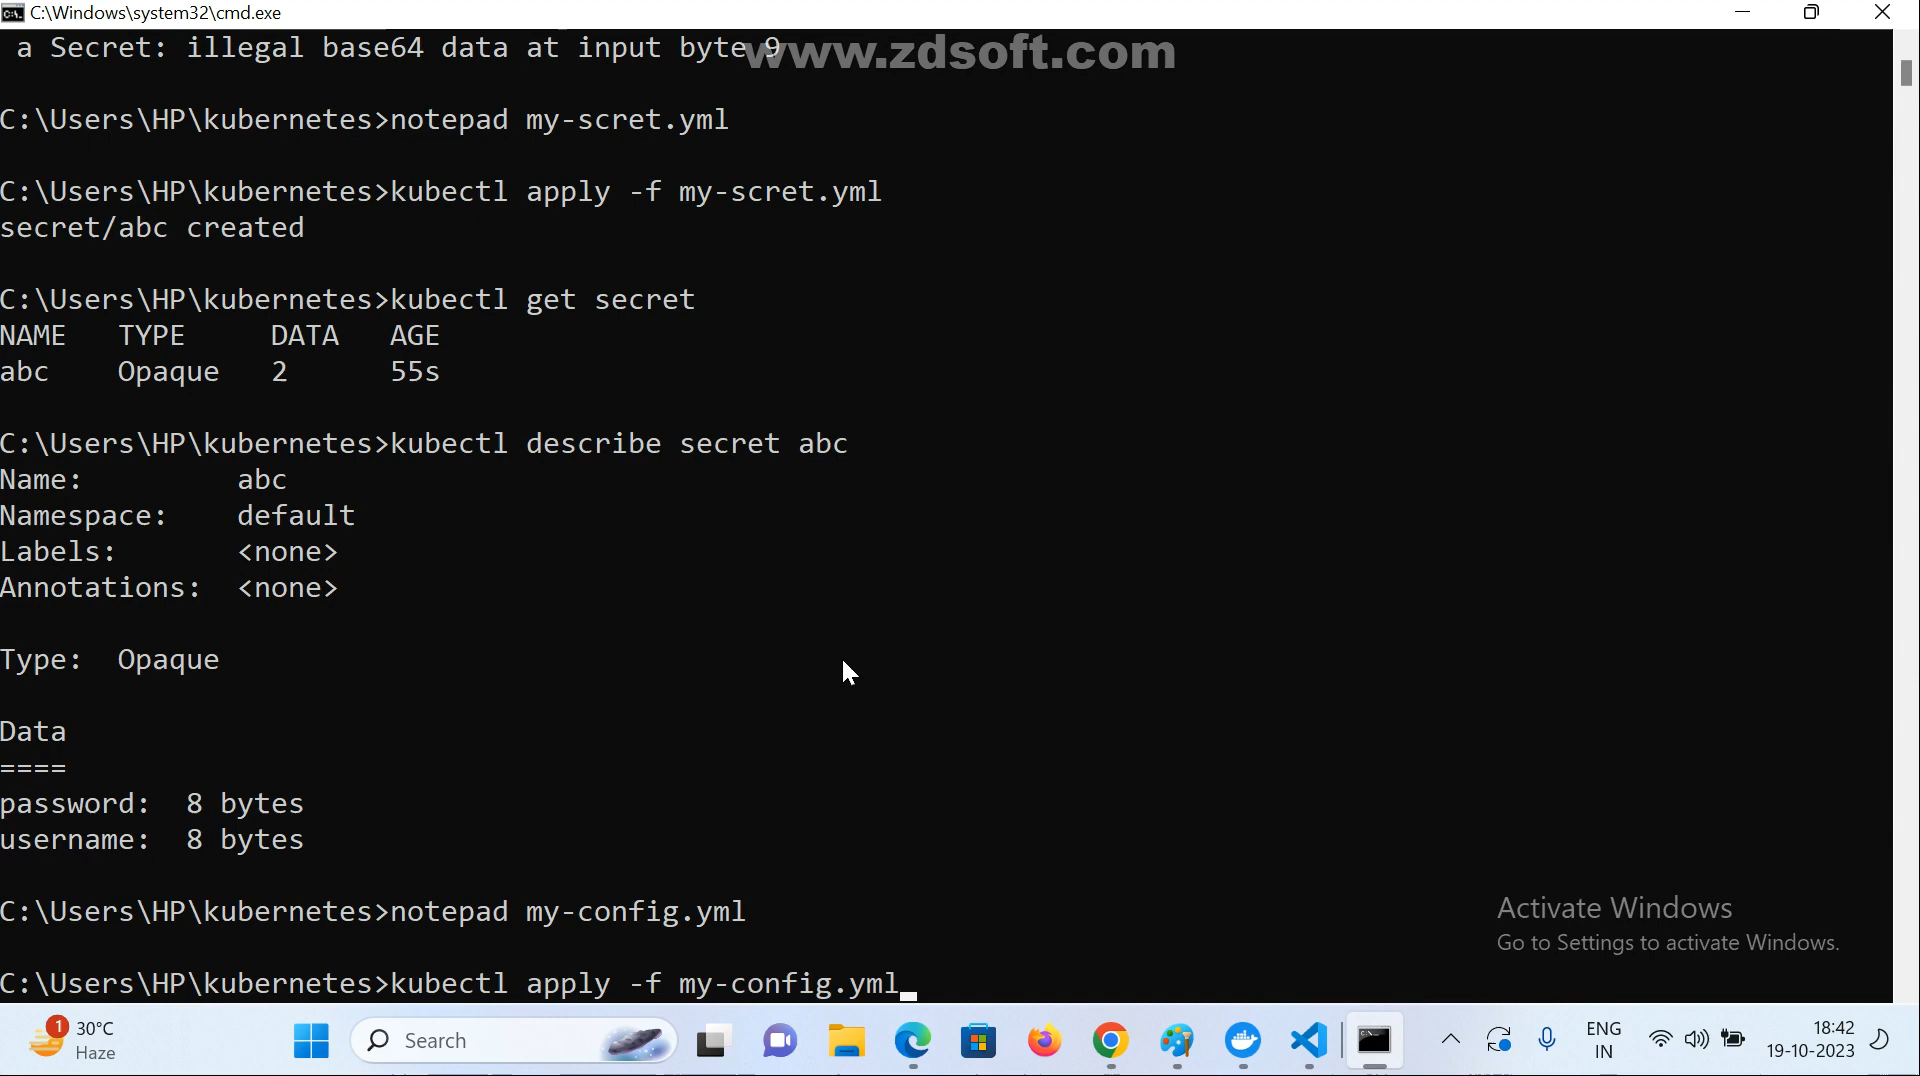 C:\Windows\system32\cmd.exe
a Secret: illegal base64 data at input byte 9
www.zdsoft.com
C:\Users\HP\kubernetes>notepad my-scret.yml
C:\Users\HP\kubernetes>kubectl apply -f my-scret.yml
secret/abc created
C:\Users\HP\kubernetes>kubectl get secret
NAME TYPE DATA AGE
abc Opaque 2 55s
C:\Users\HP\kubernetes>kubectl describe secret abc
Name: abc
Namespace: default
Labels: <none>
Annotations: <none>
Type: Opaque
Data
====
password: 8 bytes
username: 8 bytes
C:\Users\HP\kubernetes>notepad my-config.yml
C:\Users\HP\kubernetes>kubectl apply -f my-config.yml
Activate Windows
Go to Settings to activate Windows.
1
30°C
Haze
Search
ENG
IN
18:42
19-10-2023